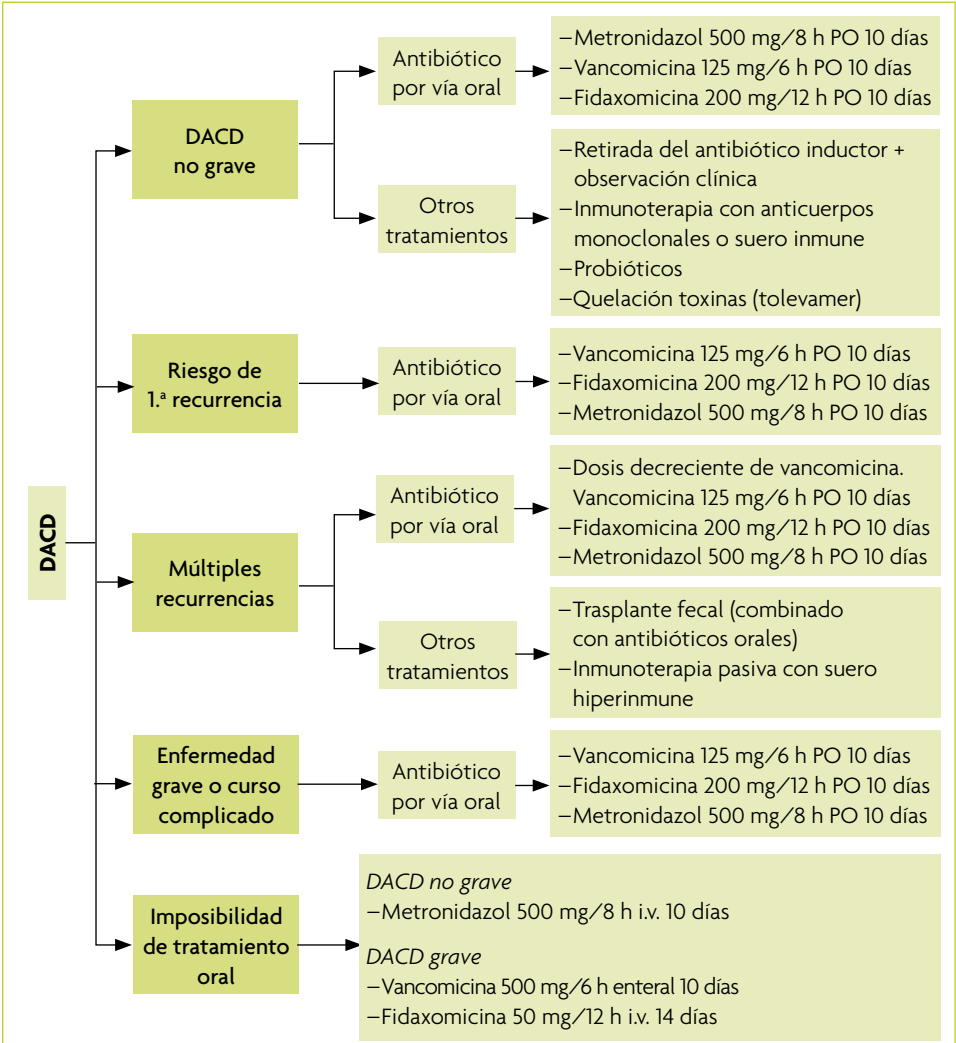 DACD
DACD
no grave
Antibiótico
por vía oral
–Metronidazol 500 mg/8 h PO 10 días
–Vancomicina 125 mg/6 h PO 10 días
–Fidaxomicina 200 mg/12 h PO 10 días
Otros
tratamientos
–Retirada del antibiótico inductor +
observación clínica
–Inmunoterapia con anticuerpos
monoclonales o suero inmune
–Probióticos
–Quelación toxinas (tolevamer)
Riesgo de
1.ª recurrencia
Antibiótico
por vía oral
–Vancomicina 125 mg/6 h PO 10 días
–Fidaxomicina 200 mg/12 h PO 10 días
–Metronidazol 500 mg/8 h PO 10 días
Múltiples
recurrencias
Antibiótico
por vía oral
–Dosis decreciente de vancomicina.
Vancomicina 125 mg/6 h PO 10 días
–Fidaxomicina 200 mg/12 h PO 10 días
–Metronidazol 500 mg/8 h PO 10 días
Otros
tratamientos
–Trasplante fecal (combinado
con antibióticos orales)
–Inmunoterapia pasiva con suero
hiperinmune
Enfermedad
grave o curso
complicado
Antibiótico
por vía oral
–Vancomicina 125 mg/6 h PO 10 días
–Fidaxomicina 200 mg/12 h PO 10 días
–Metronidazol 500 mg/8 h PO 10 días
Imposibilidad
de tratamiento
oral
DACD no grave
–Metronidazol 500 mg/8 h i.v. 10 días
DACD grave
–Vancomicina 500 mg/6 h enteral 10 días
–Fidaxomicina 50 mg/12 h i.v. 14 días